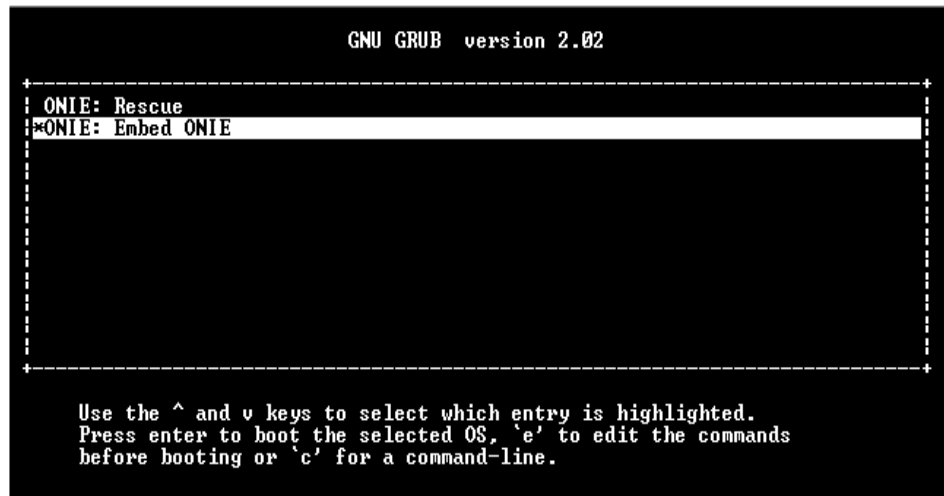 GNU GRUB version 2.02
ONIE: Rescue
*ONIE: Embed ONIE
Use the ^ and v keys to select which entry is highlighted.
Press enter to boot the selected OS, `e' to edit the commands
before booting or `c' for a command-line.